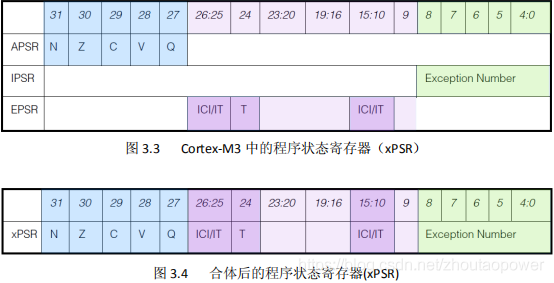 31 30 29 28 27 26:25 24 23:20 19:16 15:10 9 8 7 6 5 4:0
APSR N Z C V Q
IPSR Exception Number
EPSR ICI/IT T ICI/IT
图 3.3 Cortex-M3 中的程序状态寄存器（xPSR）
31 30 29 28 27 26:25 24 23:20 19:16 15:10 9 8 7 6 5 4:0
xPSR N Z C V Q ICI/IT T ICI/IT Exception Number
图 3.4 合体后的程序状态寄存器(xPSR)
https://blog.csdn.net/zhoutaopower